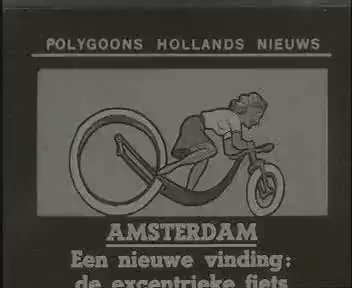 POLYGOONS HOLLANDS NIEUWS
AMSTERDAM
Een nieuwe vinding:
de excentrieke fiets